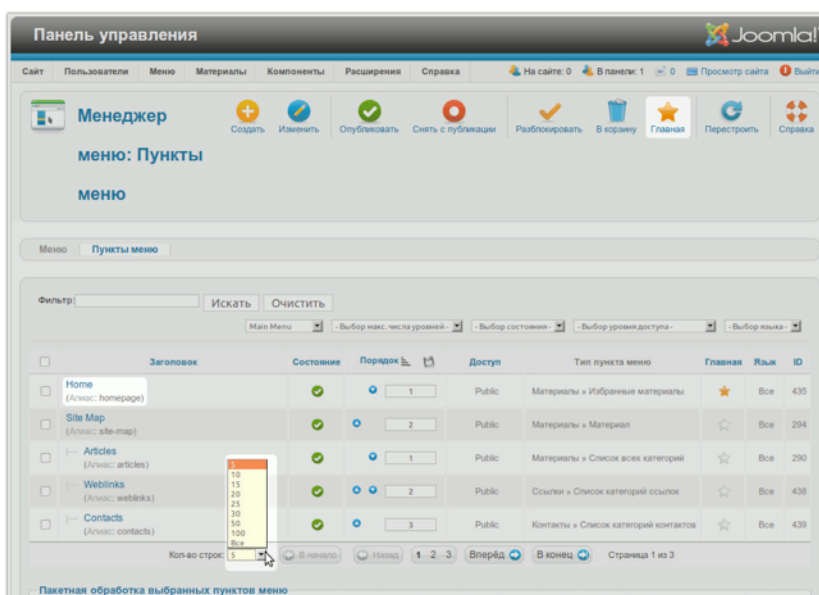 Панель управления
Joomla!
Сайт Пользователи Меню Материалы Компоненты Расширения Справка На сайте: 0 В панели: 1 0 Просмотр сайта Выйти
Менеджер меню: Пункты меню
Создать Изменить Опубликовать Снять с публикации Разблокировать В корзину Главная Перестроить Справка
Меню Пункты меню
Фильтр: Искать Очистить
Main Menu - Выбор макс. числа уровней - - Выбор состояния - - Выбор уровня доступа - - Выбор языка -
Заголовок Состояние Порядок Доступ Тип пункта меню Главная Язык ID
Home
(Алиас: homepage)
1 Public Материалы » Избранные материалы Все 435
Site Map
(Алиас: site-map)
2 Public Материалы » Материал Все 294
|— Articles
(Алиас: articles)
1 Public Материалы » Список всех категорий Все 290
|— Weblinks
(Алиас: weblinks)
2 Public Ссылки » Список категорий ссылок Все 438
|— Contacts
(Алиас: contacts)
3 Public Контакты » Список категорий контактов Все 439
5
10
15
20
25
30
50
100
Все
Кол-во строк: 5 В начало Назад 1 2 3 Вперёд В конец Страница 1 из 3
Пакетная обработка выбранных пунктов меню